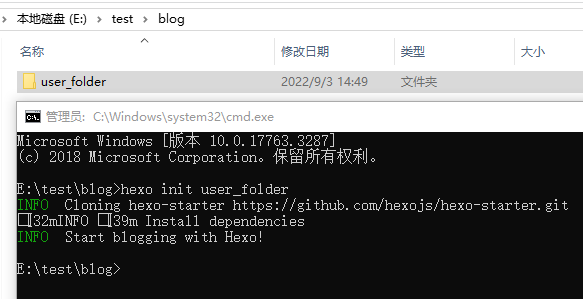 本地磁盘 (E:) > test > blog
名称 修改日期 类型 大小
user_folder 2022/9/3 14:49 文件夹
管理员: C:\Windows\system32\cmd.exe
Microsoft Windows [版本 10.0.17763.3287]
(c) 2018 Microsoft Corporation。保留所有权利。
E:\test\blog>hexo init user_folder
INFO  Cloning hexo-starter https://github.com/hexojs/hexo-starter.git
[32mINFO [39m Install dependencies
INFO  Start blogging with Hexo!
E:\test\blog>